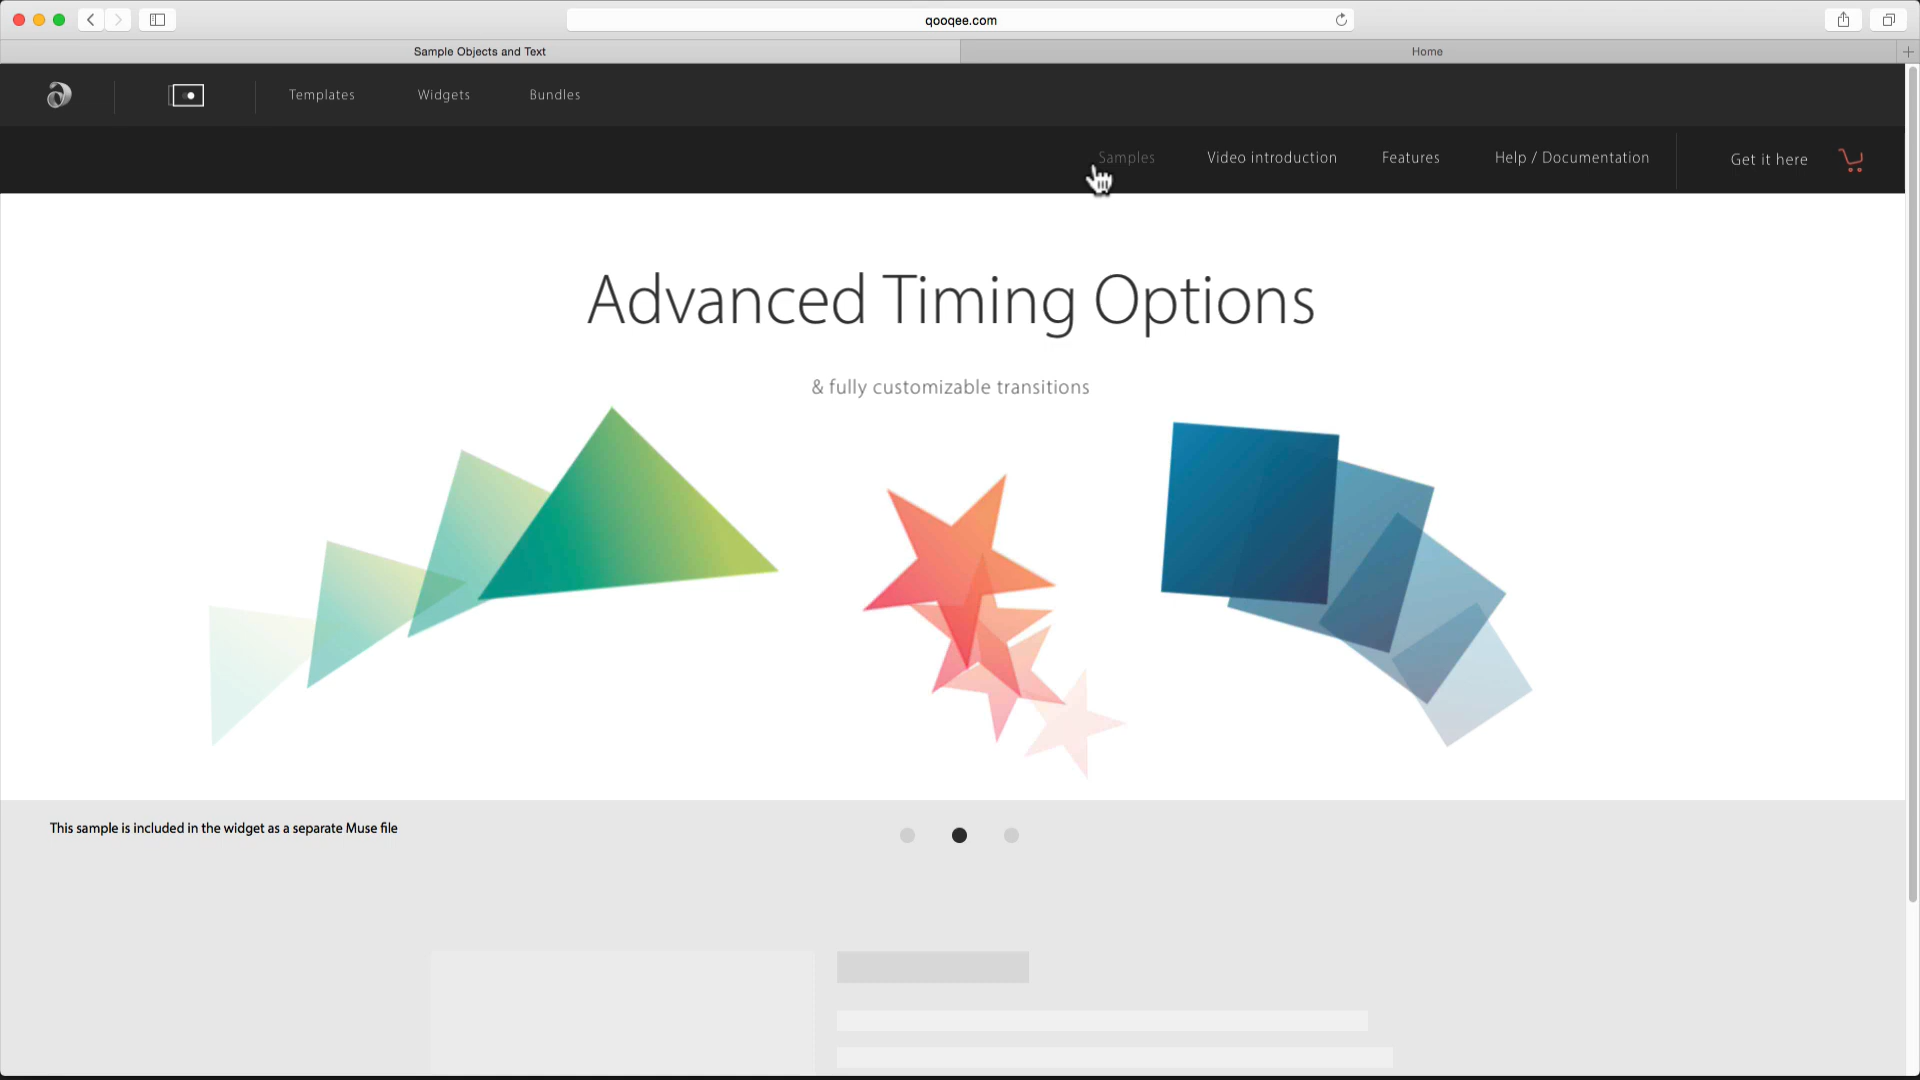 qooqee.com
Sample Objects and Text
Home
Templates
Widgets
Bundles
Samples
Video introduction
Features
Help / Documentation
Get it here
Advanced Timing Options
& fully customizable transitions
This sample is included in the widget as a separate Muse file